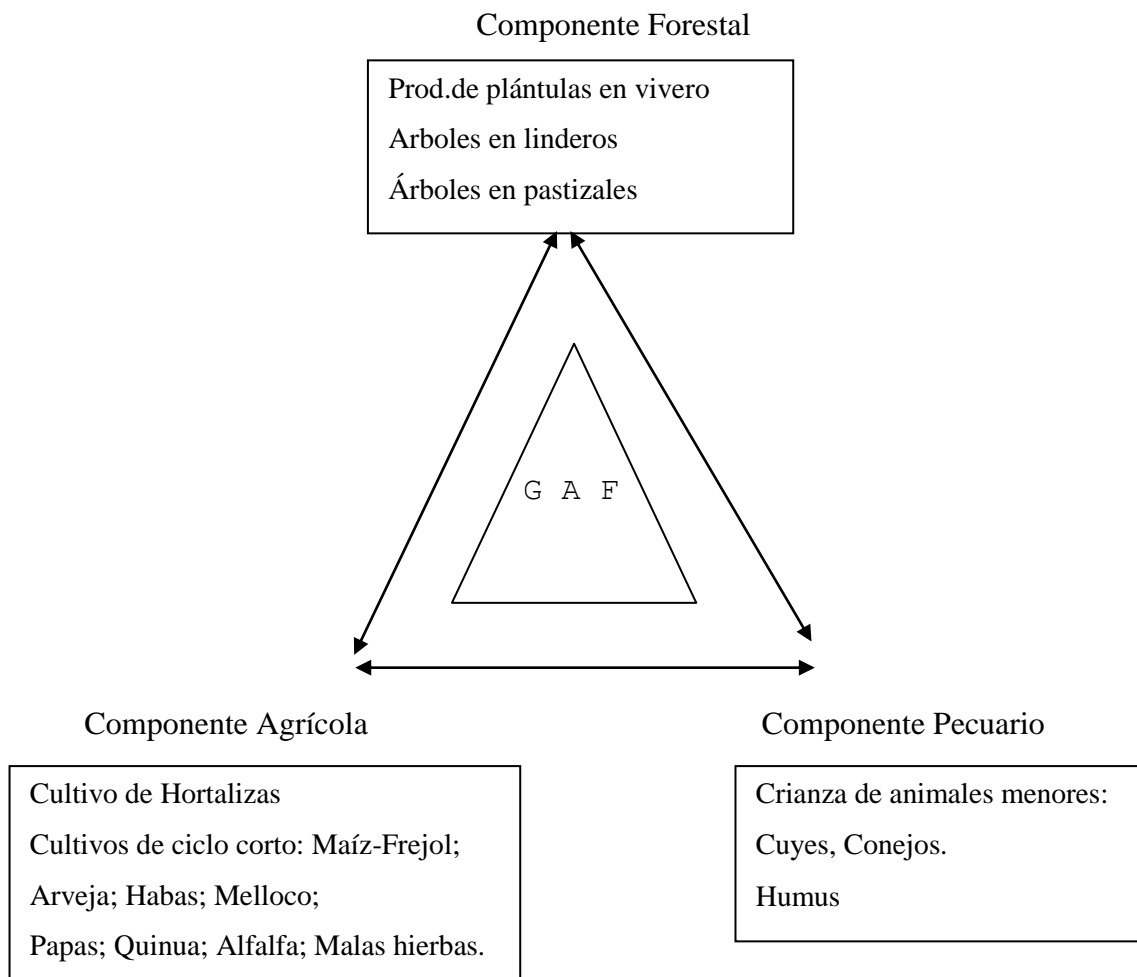 Componente Forestal
Prod.de plántulas en vivero
Arboles en linderos
Árboles en pastizales
G A F
Componente Agrícola
Cultivo de Hortalizas
Cultivos de ciclo corto: Maíz-Frejol;
Arveja; Habas; Melloco;
Papas; Quinua; Alfalfa; Malas hierbas.
Componente Pecuario
Crianza de animales menores:
Cuyes, Conejos.
Humus